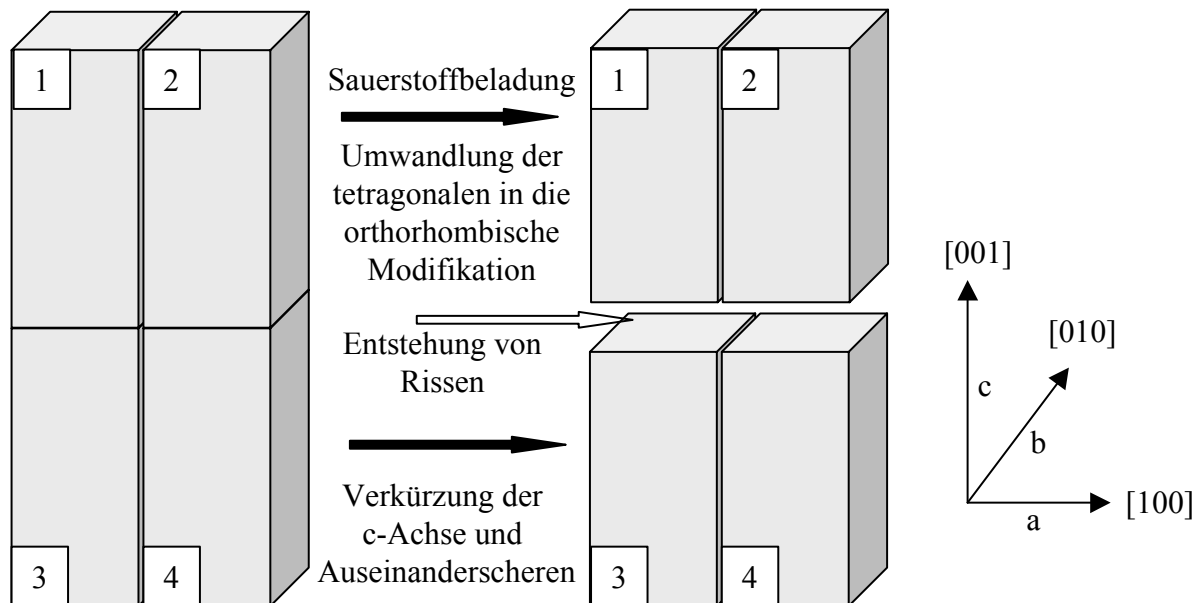 1
2
3
4
Sauerstoffbeladung
Umwandlung der
tetragonalen in die
orthorhombische
Modifikation
Entstehung von
Rissen
Verkürzung der
c-Achse und
Auseinanderscheren
1
2
3
4
[001]
[010]
c
b
[100]
a